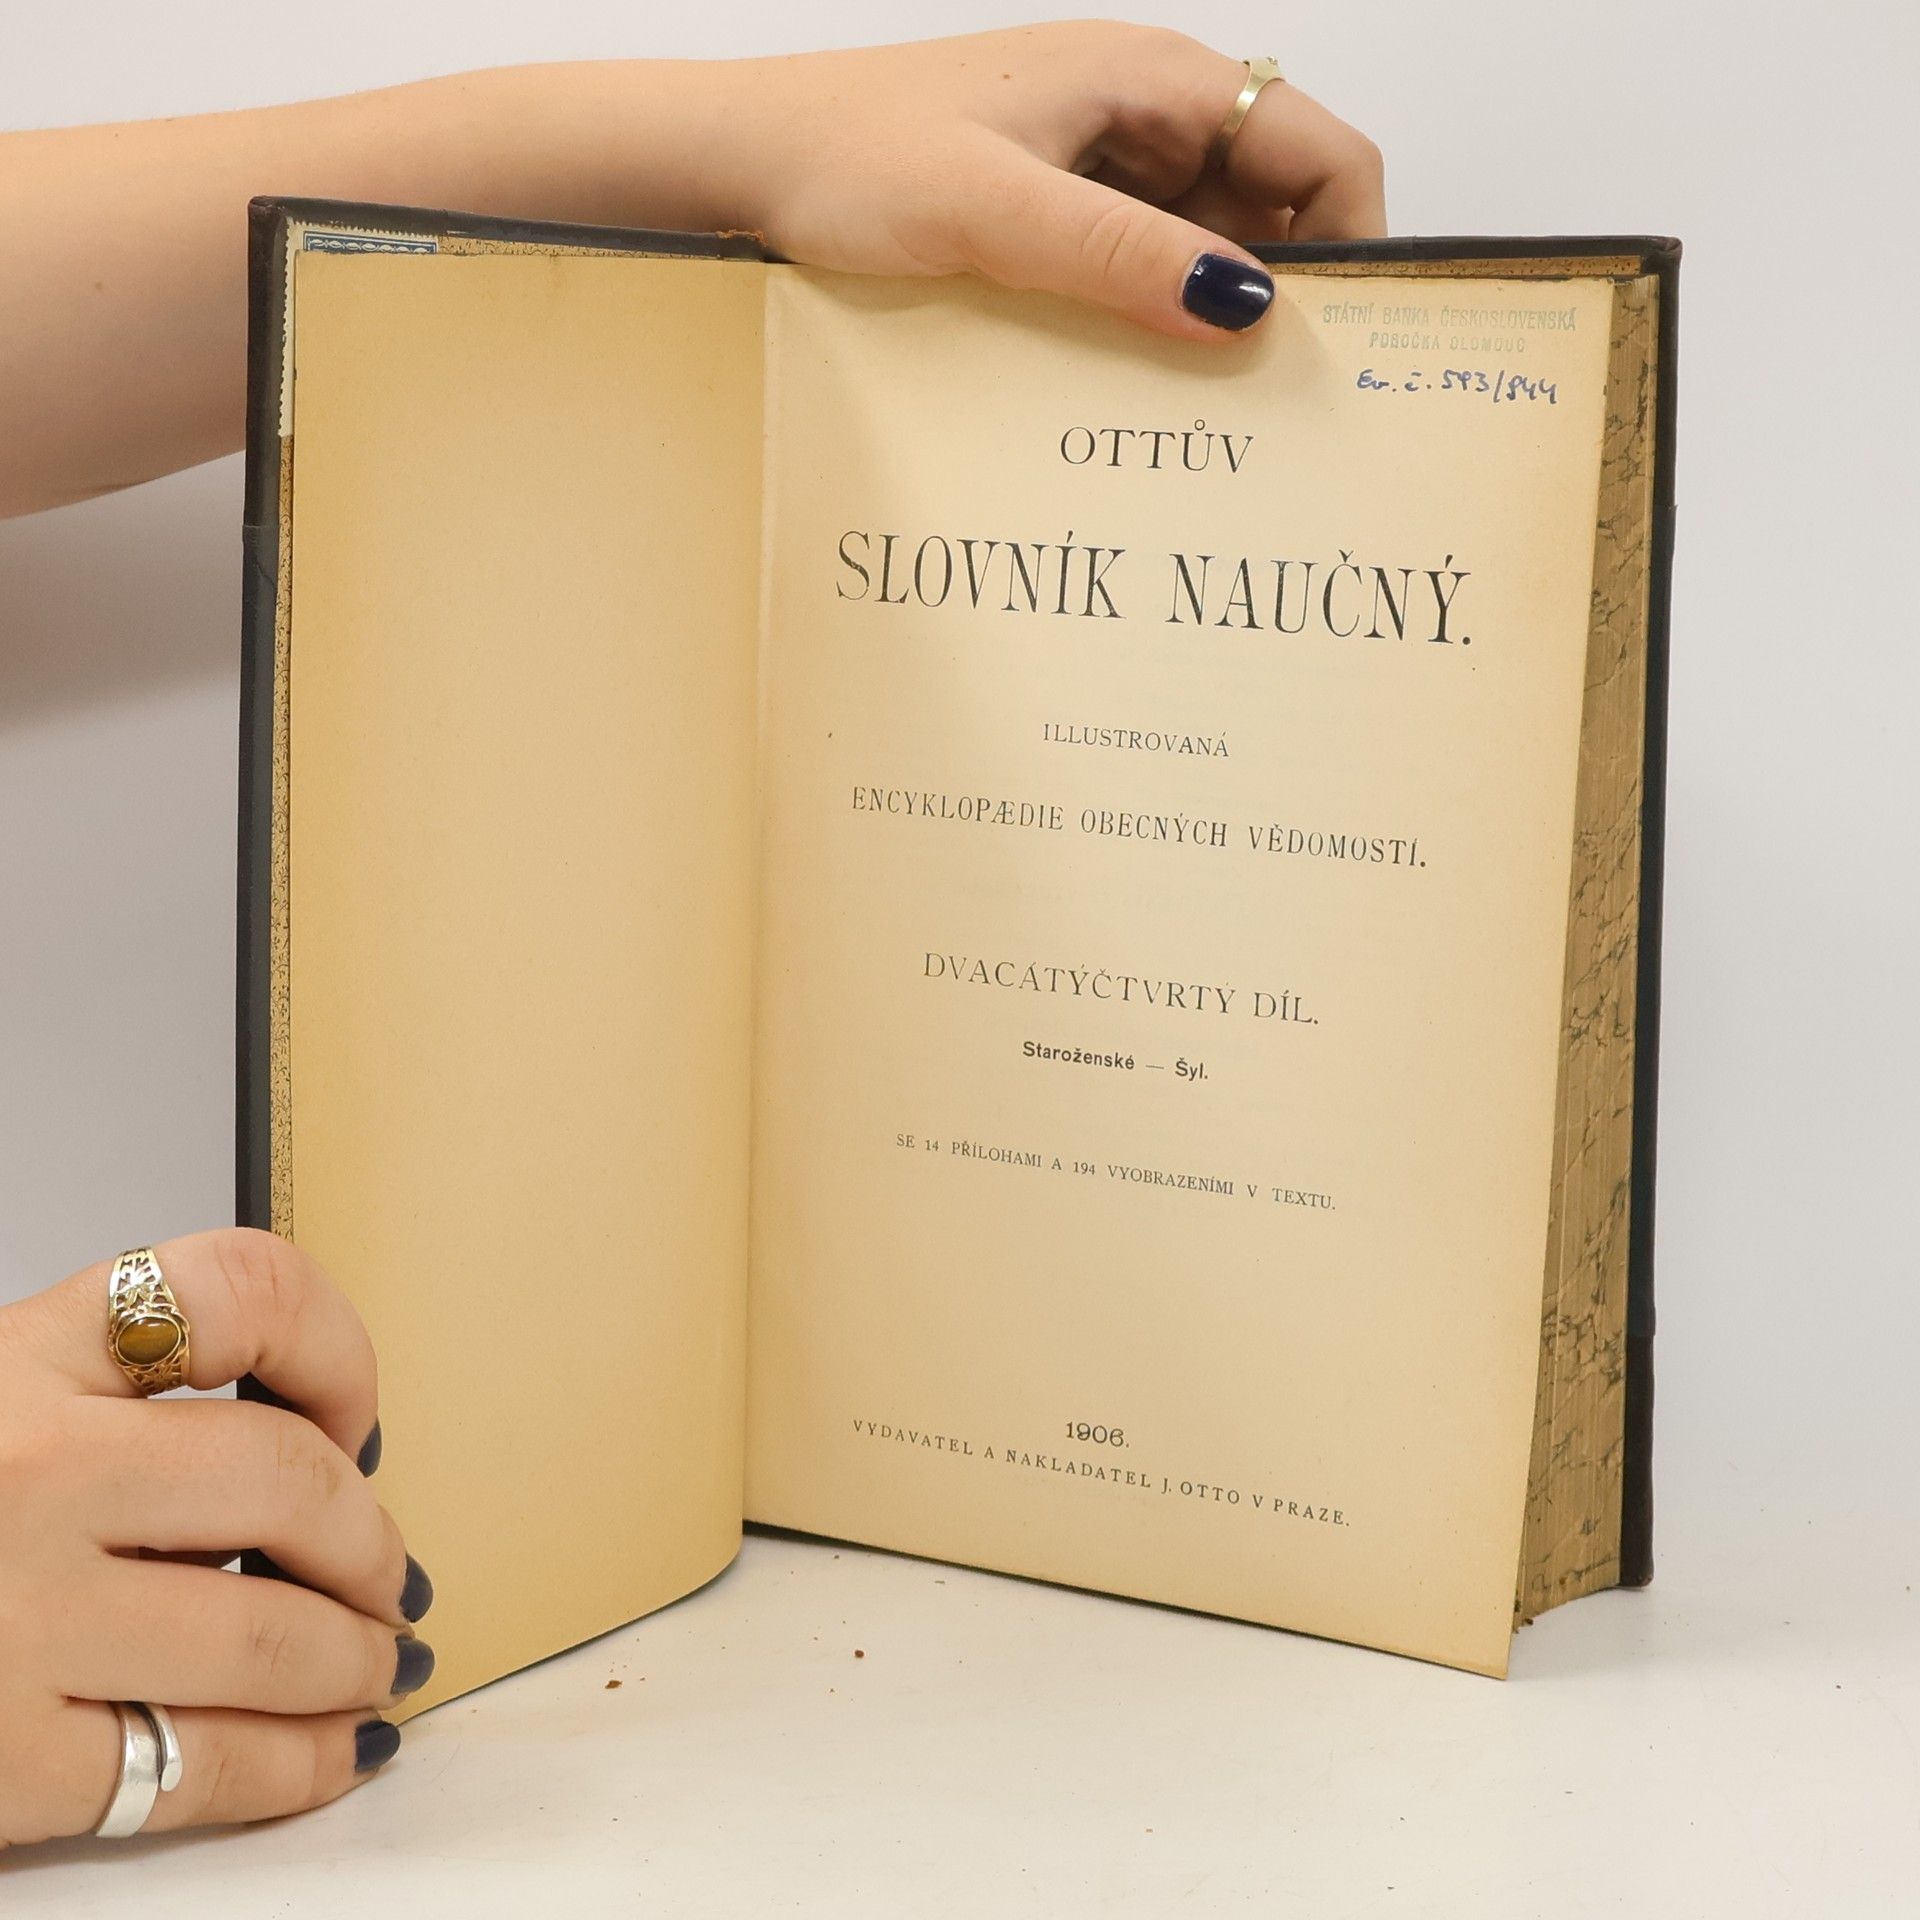 STÁTNÍ BANKA ČESKOSLOVENSKÁ
POBOČKA OLOMOUC
Ev. č. 593/944
OTTŮV
SLOVNÍK NAUČNÝ.
ILLUSTROVANÁ
ENCYKLOPÆDIE OBECNÝCH VĚDOMOSTÍ.
DVACÁTÝČTVRTÝ DÍL.
Staroženské — Šyl.
SE 14 PŘÍLOHAMI A 194 VYOBRAZENÍMI V TEXTU.
1906.
VYDAVATEL A NAKLADATEL J. OTTO V PRAZE.